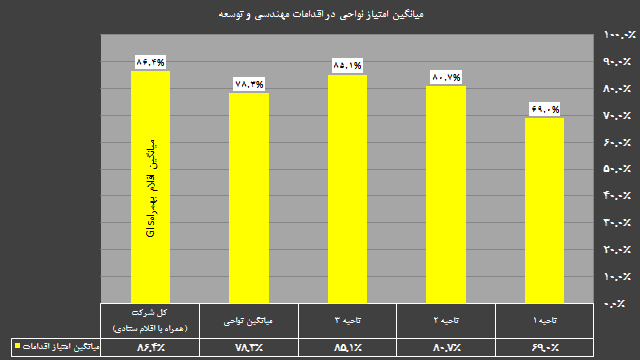 میانگین امتیاز نواحی در اقدامات مهندسی و توسعه
۱۰۰.۰%
۹۰.۰%
۸۰.۰%
۷۰.۰%
۶۰.۰%
۵۰.۰%
۴۰.۰%
۳۰.۰%
۲۰.۰%
۱۰.۰%
۰.۰%
۶۹.۰%
۸۰.۷%
۸۵.۱%
۷۸.۳%
۸۶.۴%
میانگین اقلام بهمراه GIs
ناحیه ۱
ناحیه ۲
ناحیه ۳
میانگین نواحی
کل شرکت
(همراه با اقلام ستادی)
۶۹.۰%
۸۰.۷%
۸۵.۱%
۷۸.۳%
۸۶.۴%
میانگین امتیاز اقدامات